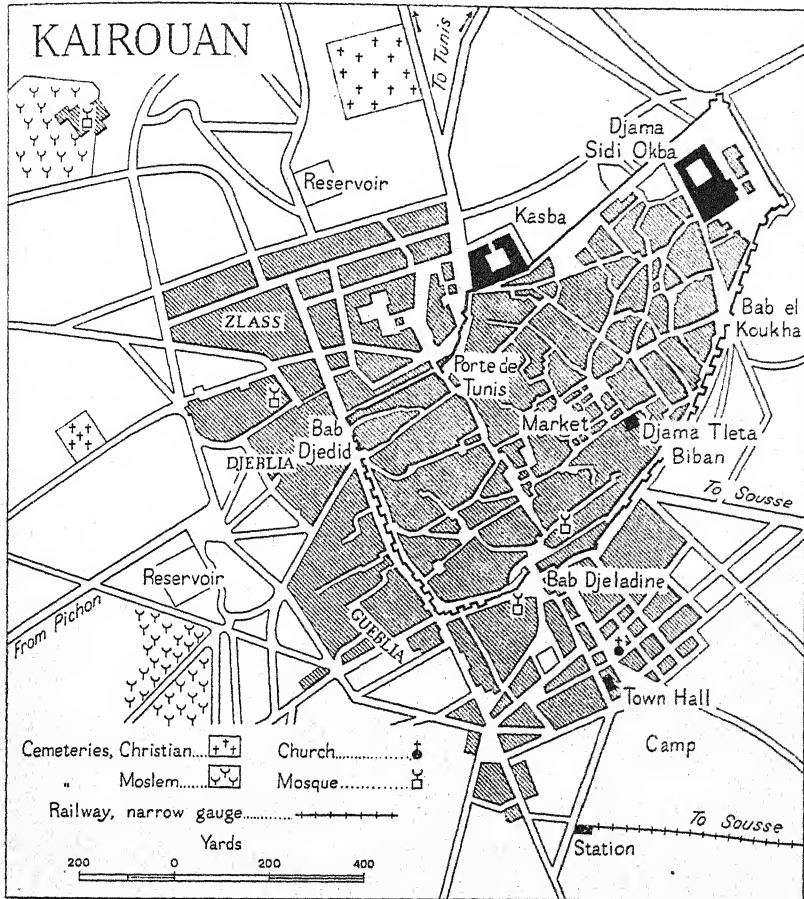 KAIROUAN
To Tunis
Djama
Sidi Okba
Reservoir
Kasba
ZLASS
Bab el
Koukha
Porte de
Tunis
Market
Bab
Djedid
Djama Tleta
Biban
DJEBLIA
To Sousse
Reservoir
Bab Djeladine
From Pichon
GUEBLIA
Town Hall
Camp
Cemeteries, Christian
Church
" Moslem
Mosque
Railway, narrow gauge
To Sousse
Station
Yards
200 0 200 400